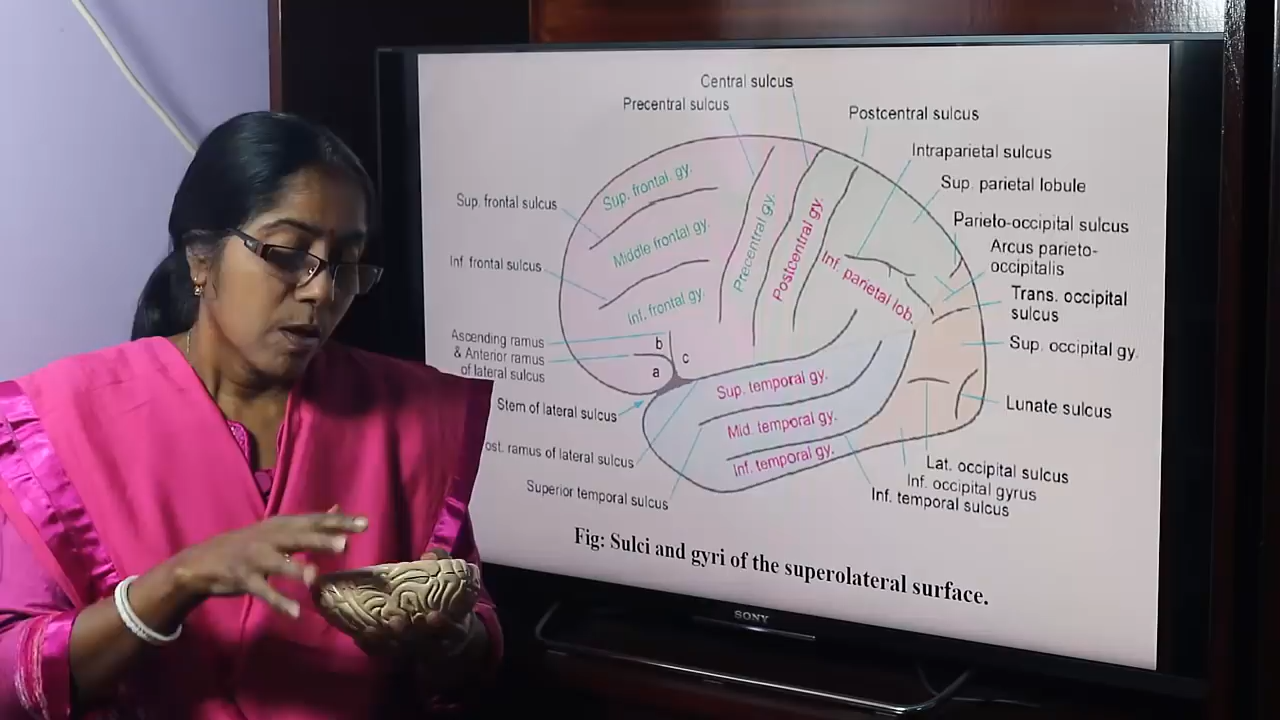 Central sulcus
Precentral sulcus
Postcentral sulcus
Intraparietal sulcus
Sup. parietal lobule
Parieto-occipital sulcus
Arcus parieto-
occipitalis
Trans. occipital
sulcus
Sup. occipital gy.
Lunate sulcus
Lat. occipital sulcus
Inf. occipital gyrus
Inf. temporal sulcus
Sup. frontal sulcus
Inf. frontal sulcus
Ascending ramus
& Anterior ramus
of lateral sulcus
Stem of lateral sulcus
ost. ramus of lateral sulcus
Superior temporal sulcus
Sup. frontal. gy.
Middle frontal gy.
Inf. frontal gy.
Precentral gy.
Postcentral gy.
Inf. parietal lob.
b
c
a
Sup. temporal gy.
Mid. temporal gy.
Inf. temporal gy.
Fig: Sulci and gyri of the superolateral surface.
SONY